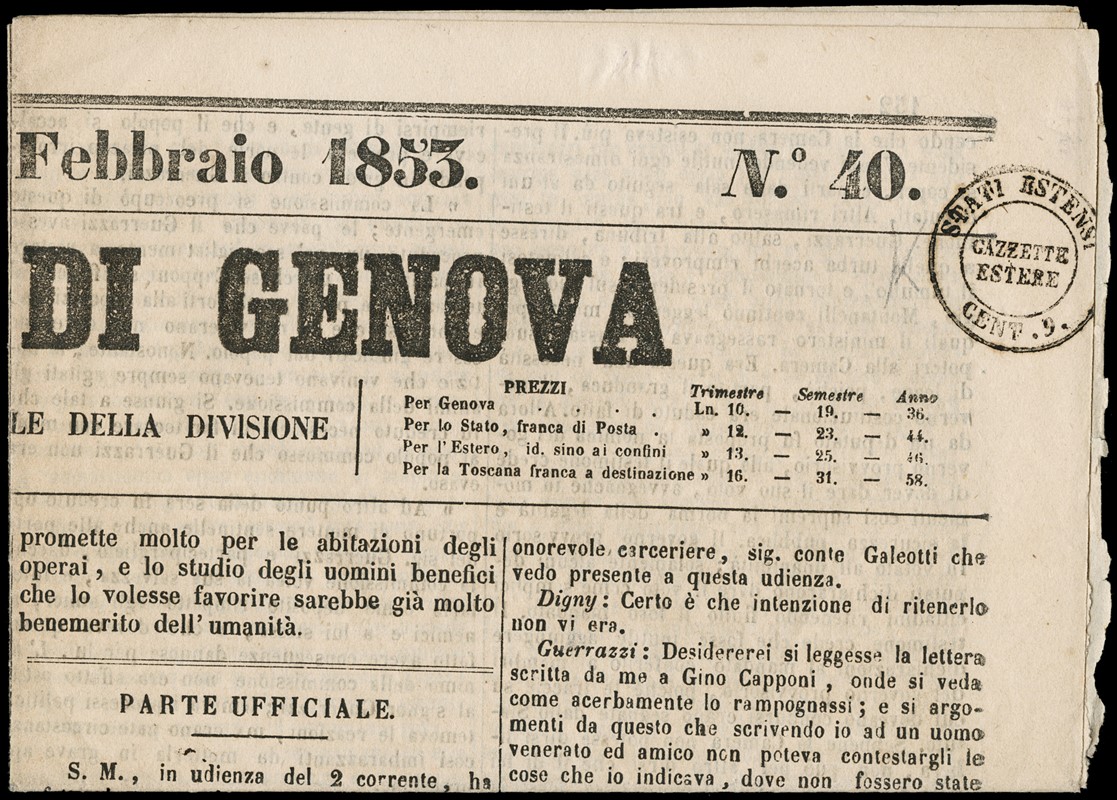 Febbraio 1853. N.° 40.
DI GENOVA
STATI ESTENSI
GAZZETTE
ESTERE
CENT. 9.
LE DELLA DIVISIONE
PREZZI Trimestre Semestre Anno
Per Genova . . . . Ln. 10. 19. — 36.
Per lo Stato, franca di Posta . » 12. — 23. — 44.
Per l'Estero, id. sino ai confini » 13. — 25. — 46
Per la Toscana franca a destinazione » 16. — 31. — 58.
promette molto per le abitazioni degli
operai, e lo studio degli uomini benefici
che lo volesse favorire sarebbe già molto
benemerito dell' umanità.
PARTE UFFICIALE.
S. M., in udienza del 2 corrente, ha
onorevole carceriere, sig. conte Galeotti che
vedo presente a questa udienza.
Digny: Certo è che intenzione di ritenerlo
non vi era.
Guerrazzi: Desidererei si leggesse la lettera
scritta da me a Gino Capponi, onde si veda
come acerbamente lo rampognassi; e si argo-
menti da questo che scrivendo io ad un uomo
venerato ed amico non poteva contestargli le
cose che io indicava, dove non fossero state